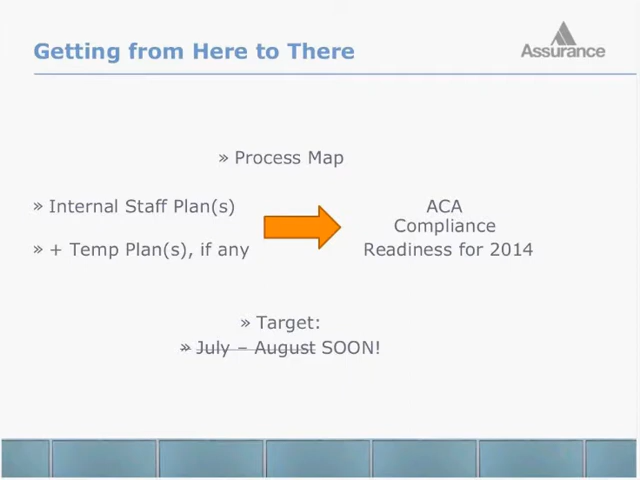 Getting from Here to There
Assurance
» Process Map
» Internal Staff Plan(s)
» + Temp Plan(s), if any
ACA
Compliance
Readiness for 2014
» Target:
» July – August SOON!